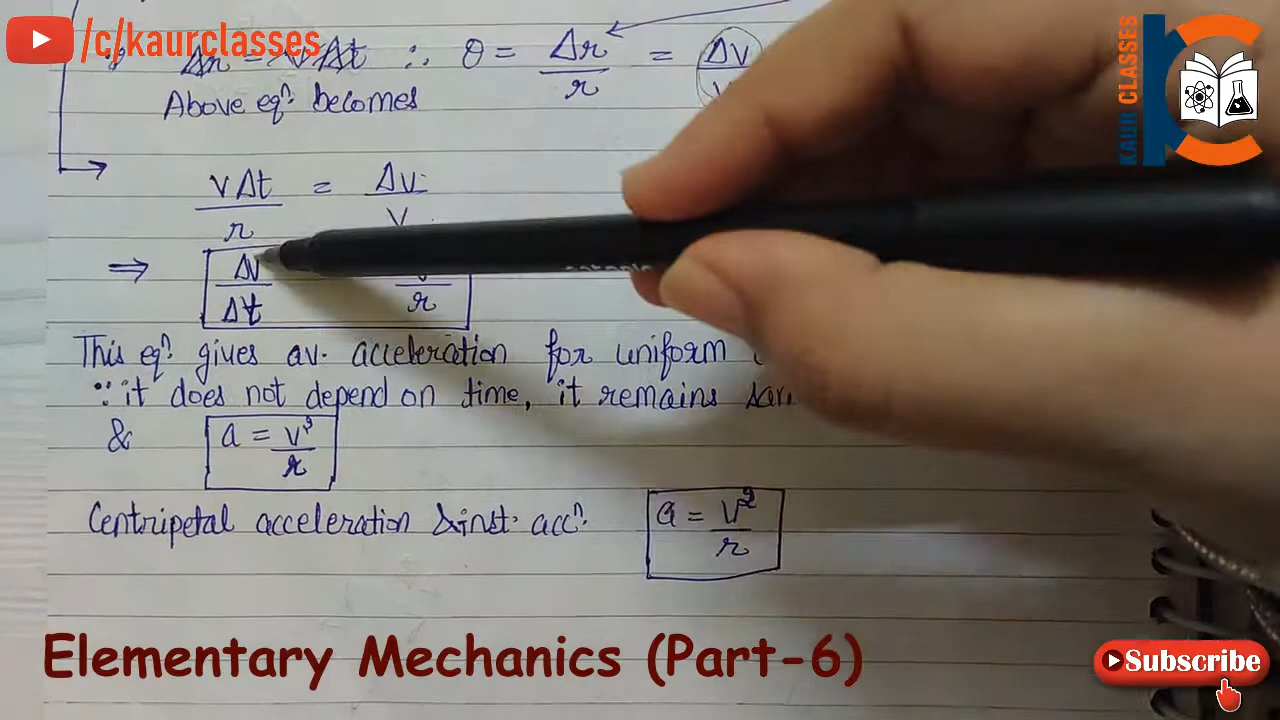 /c/kaurclasses
KAUR CLASSES
Δr = vΔt ∴ θ = Δr/r = Δv/v
Above eqⁿ. becomes
vΔt/r = Δv/v
⇒ Δv/Δt r
This eqⁿ. gives av. acceleration for uniform
∵ it does not depend on time, it remains
& a = v²/r
Centripetal acceleration & inst. accⁿ. a = v²/r
Elementary Mechanics (Part-6)
Subscribe